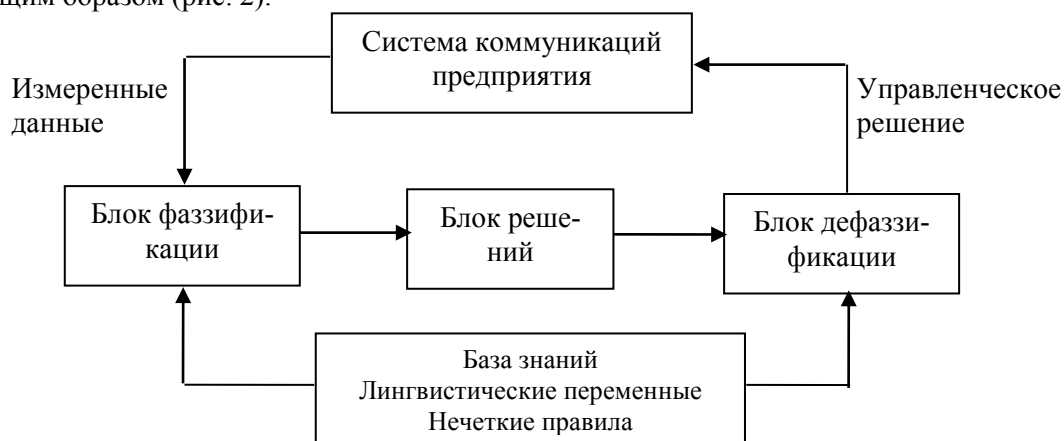 щим образом (рис. 2).
Система коммуникаций
предприятия
Измеренные
данные
Управленческое
решение
Блок фаззифи-
кации
Блок реше-
ний
Блок дефаззи-
фикации
База знаний
Лингвистические переменные
Нечеткие правила